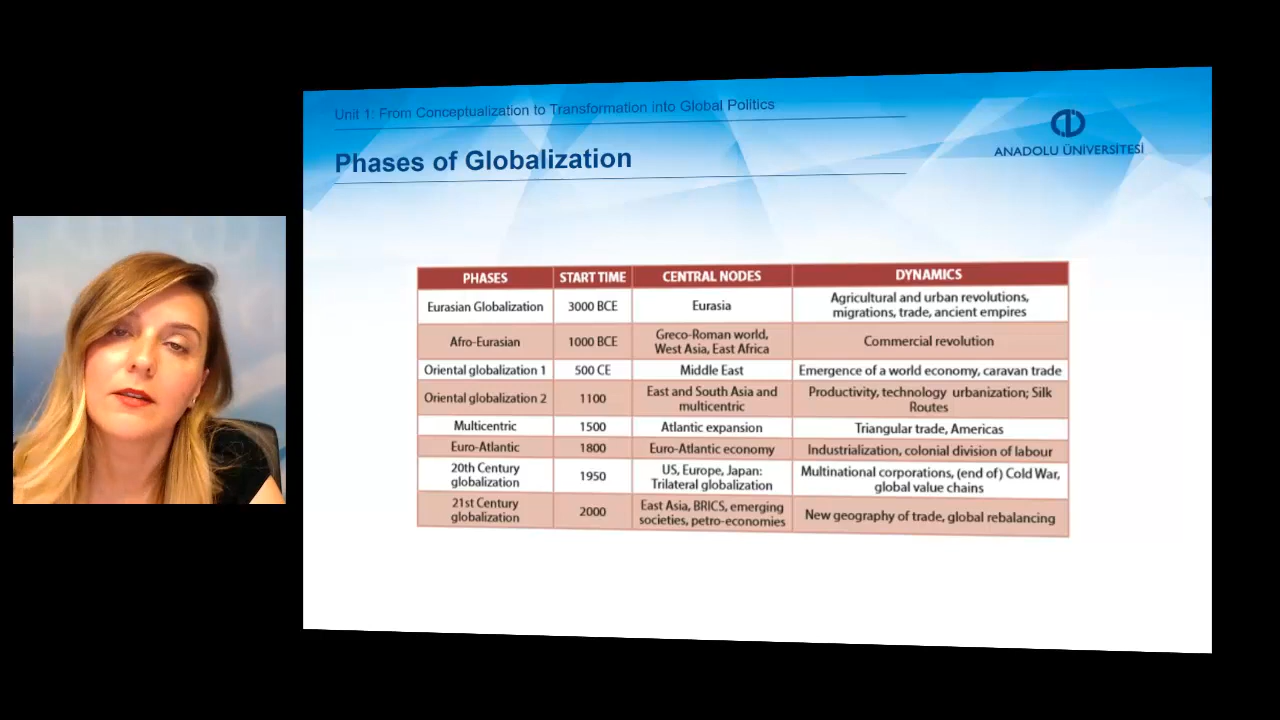 Unit 1: From Conceptualization to Transformation into Global Politics
Phases of Globalization
ANADOLU ÜNİVERSİTESİ
PHASES START TIME CENTRAL NODES DYNAMICS
Eurasian Globalization 3000 BCE Eurasia Agricultural and urban revolutions,
migrations, trade, ancient empires
Afro-Eurasian 1000 BCE Greco-Roman world, Commercial revolution
West Asia, East Africa
Oriental globalization 1 500 CE Middle East Emergence of a world economy, caravan trade
Oriental globalization 2 1100 East and South Asia and Productivity, technology urbanization; Silk
multicentric Routes
Multicentric 1500 Atlantic expansion Triangular trade, Americas
Euro-Atlantic 1800 Euro-Atlantic economy Industrialization, colonial division of labour
20th Century 1950 US, Europe, Japan: Multinational corporations, (end of) Cold War,
globalization Trilateral globalization global value chains
21st Century 2000 East Asia, BRICS, emerging New geography of trade, global rebalancing
globalization societies, petro-economies